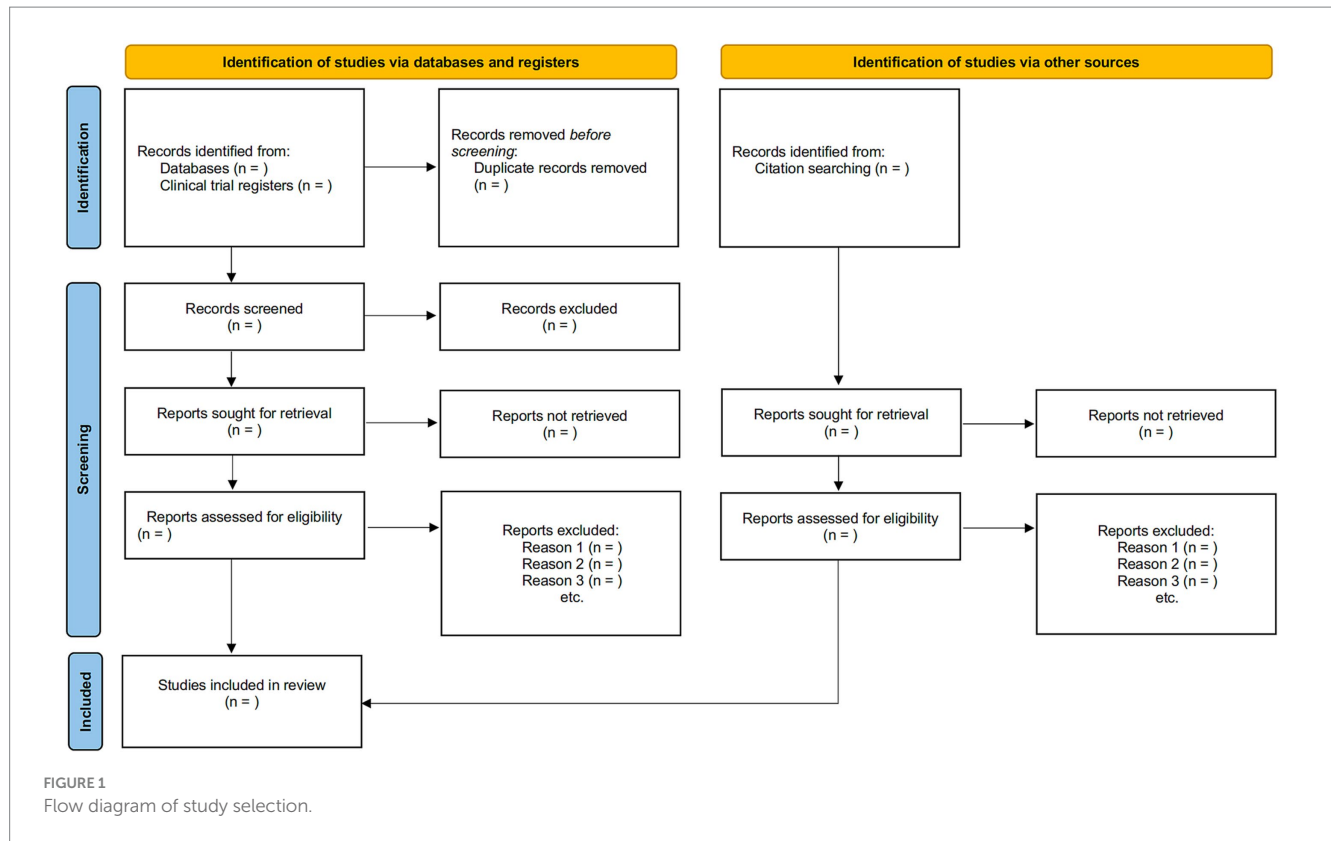 Identification of studies via databases and registers
Identification of studies via other sources
Identification
Records identified from:
Databases (n = )
Clinical trial registers (n = )
Records removed before
screening:
Duplicate records removed
(n = )
Records identified from:
Citation searching (n = )
Screening
Records screened
(n = )
Records excluded
(n = )
Reports sought for retrieval
(n = )
Reports not retrieved
(n = )
Reports sought for retrieval
(n = )
Reports not retrieved
(n = )
Reports assessed for eligibility
(n = )
Reports excluded:
Reason 1 (n = )
Reason 2 (n = )
Reason 3 (n = )
etc.
Reports assessed for eligibility
(n = )
Reports excluded:
Reason 1 (n = )
Reason 2 (n = )
Reason 3 (n = )
etc.
Included
Studies included in review
(n = )
FIGURE 1
Flow diagram of study selection.